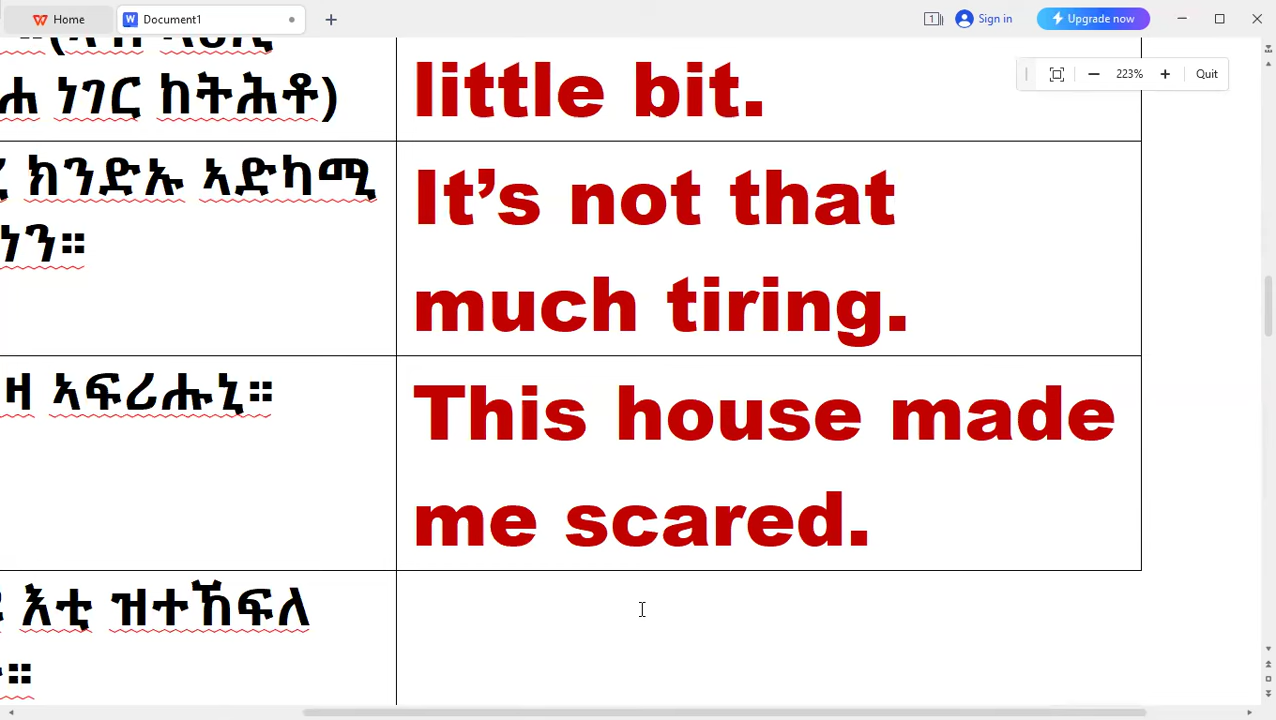 Home
Document1
1
Sign in
Upgrade now
223%
Quit
ነገር ከትሕቶ)
little bit.
ክንድኡ ኣድካሚ
It’s not that
ነን።
much tiring.
ዛ ኣፍሪሑኒ።
This house made
me scared.
እቲ ዝተኸፍለ